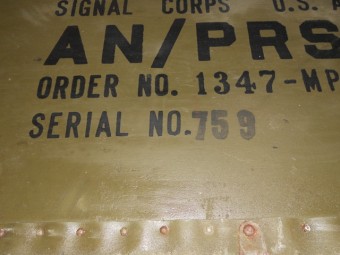 SIGNAL CORPS U.S. A
AN/PRS
ORDER NO. 1347-MP
SERIAL NO. 759